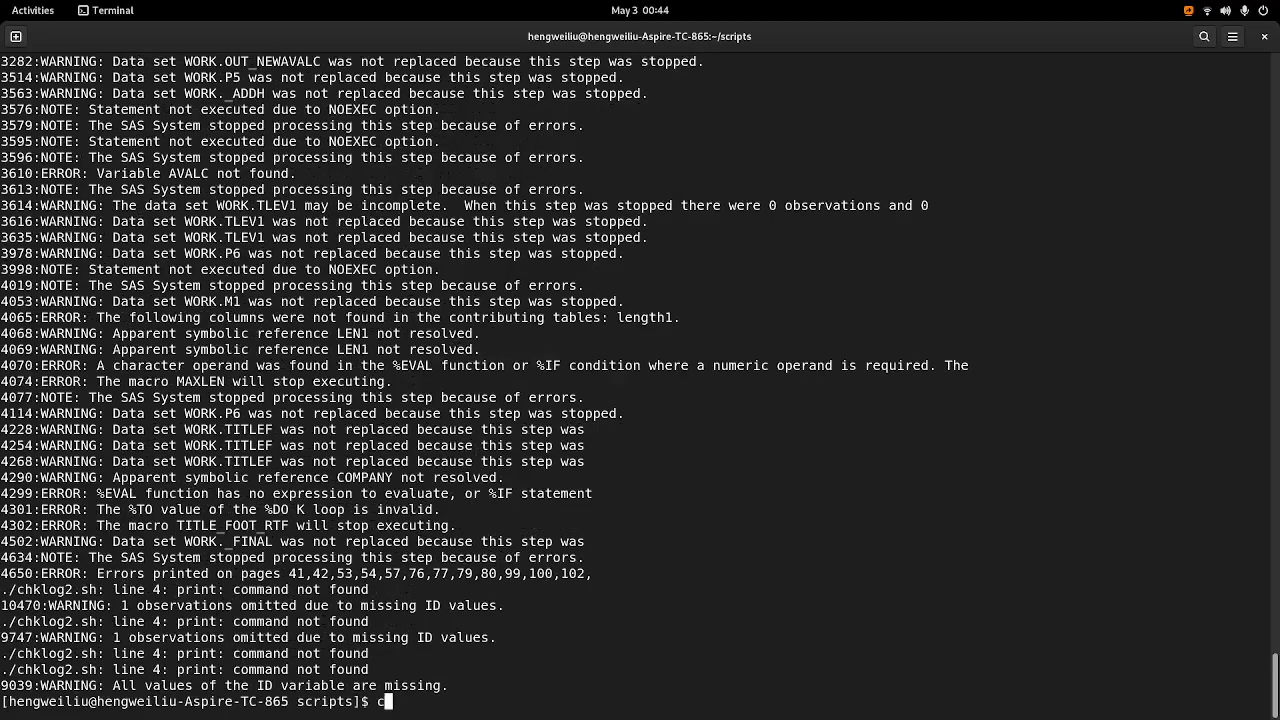 Activities
Terminal
May 3 00:44
hengweiliu@hengweiliu-Aspire-TC-865:~/scripts
3282:WARNING: Data set WORK.OUT_NEWAVALC was not replaced because this step was stopped.
3514:WARNING: Data set WORK.P5 was not replaced because this step was stopped.
3563:WARNING: Data set WORK._ADDH was not replaced because this step was stopped.
3576:NOTE: Statement not executed due to NOEXEC option.
3579:NOTE: The SAS System stopped processing this step because of errors.
3595:NOTE: Statement not executed due to NOEXEC option.
3596:NOTE: The SAS System stopped processing this step because of errors.
3610:ERROR: Variable AVALC not found.
3613:NOTE: The SAS System stopped processing this step because of errors.
3614:WARNING: The data set WORK.TLEV1 may be incomplete.  When this step was stopped there were 0 observations and 0
3616:WARNING: Data set WORK.TLEV1 was not replaced because this step was stopped.
3635:WARNING: Data set WORK.TLEV1 was not replaced because this step was stopped.
3978:WARNING: Data set WORK.P6 was not replaced because this step was stopped.
3998:NOTE: Statement not executed due to NOEXEC option.
4019:NOTE: The SAS System stopped processing this step because of errors.
4053:WARNING: Data set WORK.M1 was not replaced because this step was stopped.
4065:ERROR: The following columns were not found in the contributing tables: length1.
4068:WARNING: Apparent symbolic reference LEN1 not resolved.
4069:WARNING: Apparent symbolic reference LEN1 not resolved.
4070:ERROR: A character operand was found in the %EVAL function or %IF condition where a numeric operand is required. The
4074:ERROR: The macro MAXLEN will stop executing.
4077:NOTE: The SAS System stopped processing this step because of errors.
4114:WARNING: Data set WORK.P6 was not replaced because this step was stopped.
4228:WARNING: Data set WORK.TITLEF was not replaced because this step was
4254:WARNING: Data set WORK.TITLEF was not replaced because this step was
4268:WARNING: Data set WORK.TITLEF was not replaced because this step was
4290:WARNING: Apparent symbolic reference COMPANY not resolved.
4299:ERROR: %EVAL function has no expression to evaluate, or %IF statement
4301:ERROR: The %TO value of the %DO K loop is invalid.
4302:ERROR: The macro TITLE_FOOT_RTF will stop executing.
4502:WARNING: Data set WORK._FINAL was not replaced because this step was
4634:NOTE: The SAS System stopped processing this step because of errors.
4650:ERROR: Errors printed on pages 41,42,53,54,57,76,77,79,80,99,100,102,
./chklog2.sh: line 4: print: command not found
10470:WARNING: 1 observations omitted due to missing ID values.
./chklog2.sh: line 4: print: command not found
9747:WARNING: 1 observations omitted due to missing ID values.
./chklog2.sh: line 4: print: command not found
./chklog2.sh: line 4: print: command not found
9039:WARNING: All values of the ID variable are missing.
[hengweiliu@hengweiliu-Aspire-TC-865 scripts]$ c